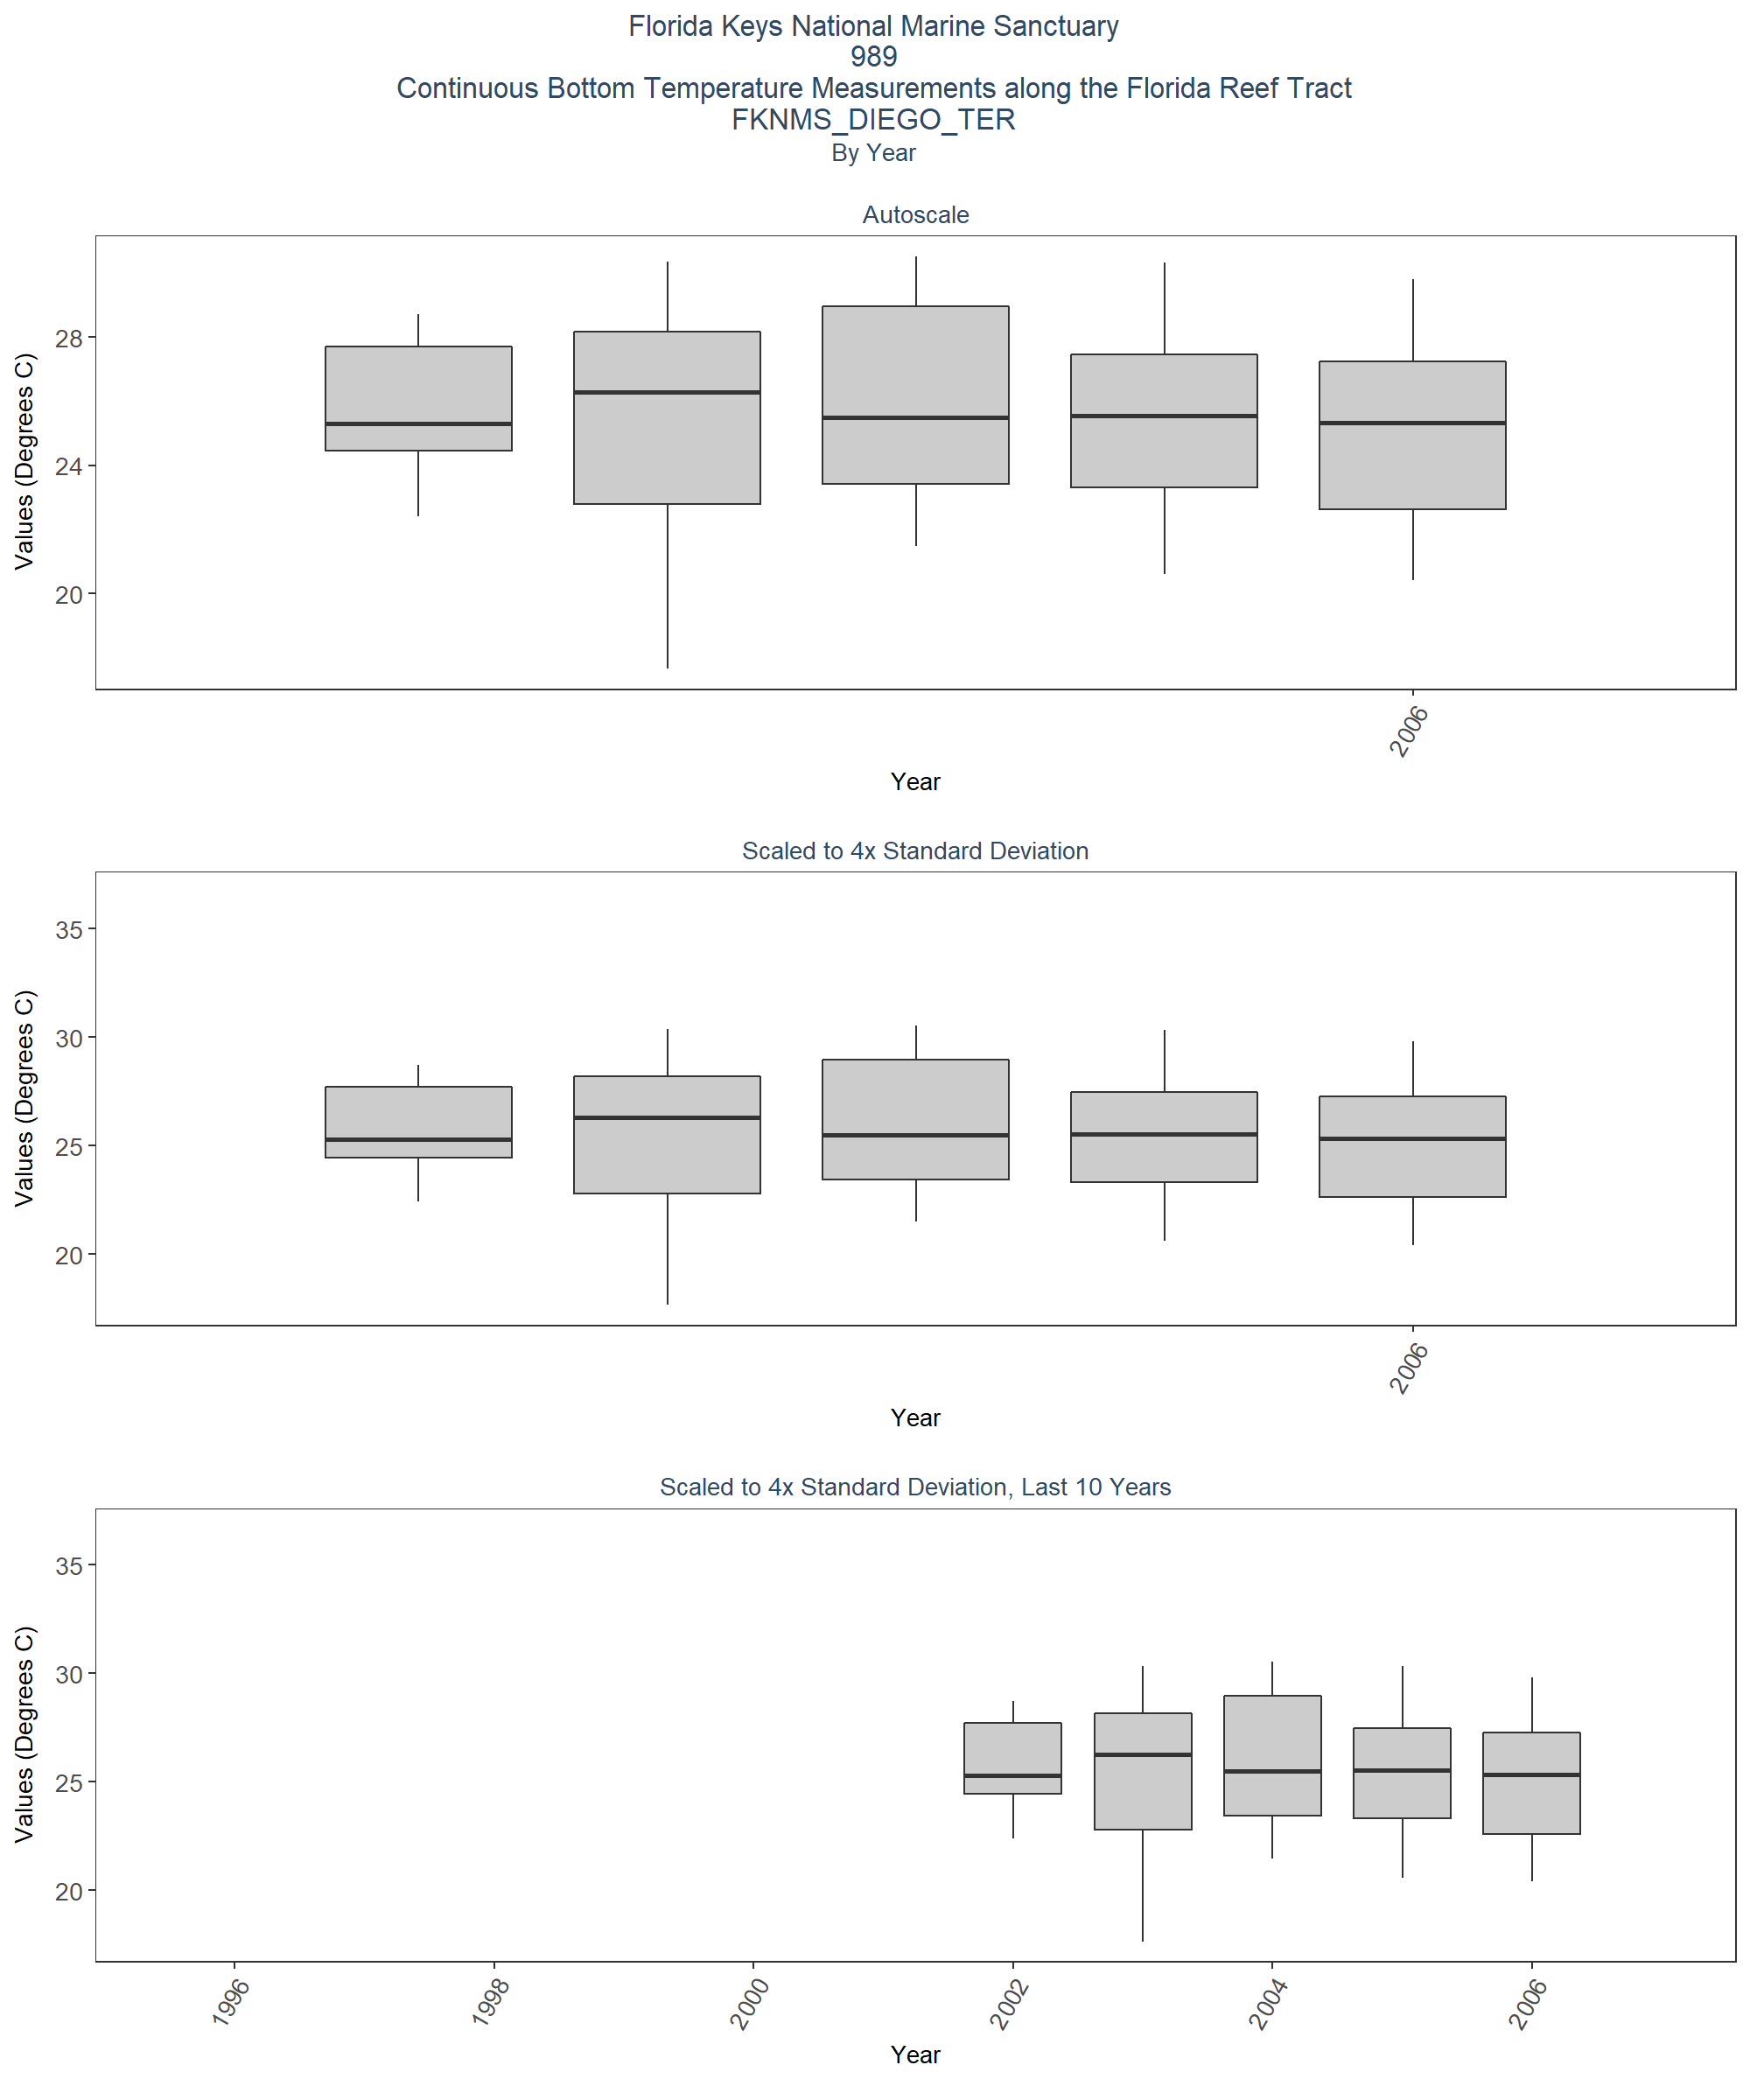 Florida Keys National Marine Sanctuary
989
Continuous Bottom Temperature Measurements along the Florida Reef Tract
FKNMS_DIEGO_TER
By Year
Autoscale
Values (Degrees C)
28
24
20
2006
Year
Scaled to 4x Standard Deviation
Values (Degrees C)
35
30
25
20
2006
Year
Scaled to 4x Standard Deviation, Last 10 Years
Values (Degrees C)
35
30
25
20
1996 1998 2000 2002 2004 2006
Year